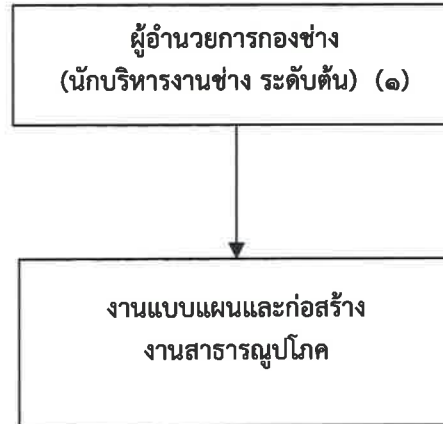 ผู้อำนวยการกองช่าง
(นักบริหารงานช่าง ระดับต้น) (๑)
งานแบบแผนและก่อสร้าง
งานสาธารณูปโภค